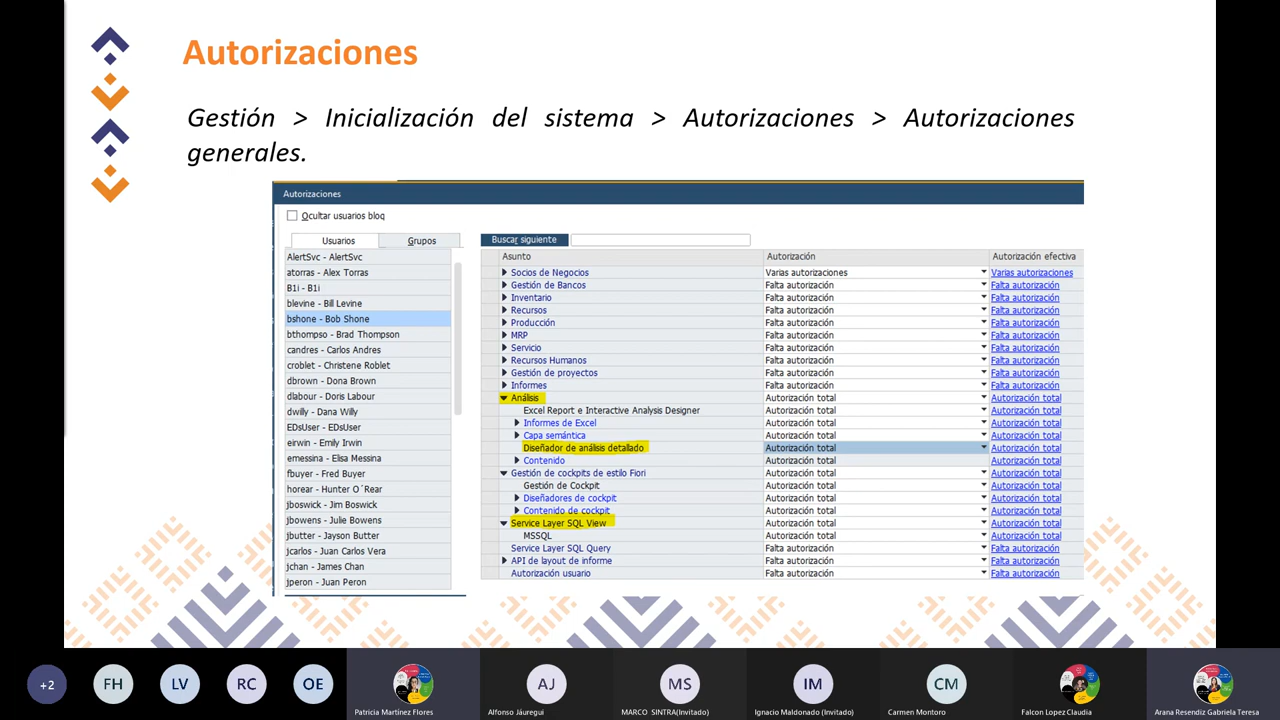 Autorizaciones
Gestión > Inicialización del sistema > Autorizaciones > Autorizaciones
generales.
Autorizaciones
Ocultar usuarios bloq
Usuarios Grupos
AlertSvc - AlertSvc
atorras - Alex Torras
B1i - B1i
blevine - Bill Levine
bshone - Bob Shone
bthompso - Brad Thompson
candres - Carlos Andres
croblet - Christene Roblet
dbrown - Dona Brown
dlabour - Doris Labour
dwilly - Dana Willy
EDsUser - EDsUser
eirwin - Emily Irwin
emessina - Elisa Messina
fbuyer - Fred Buyer
horear - Hunter O´Rear
jboswick - Jim Boswick
jbowens - Julie Bowens
jbutter - Jayson Butter
jcarlos - Juan Carlos Vera
jchan - James Chan
jperon - Juan Peron
Buscar siguiente
Asunto Autorización Autorización efectiva
Socios de Negocios Varias autorizaciones Varias autorizaciones
Gestión de Bancos Falta autorización Falta autorización
Inventario Falta autorización Falta autorización
Recursos Falta autorización Falta autorización
Producción Falta autorización Falta autorización
MRP Falta autorización Falta autorización
Servicio Falta autorización Falta autorización
Recursos Humanos Falta autorización Falta autorización
Gestión de proyectos Falta autorización Falta autorización
Informes Falta autorización Falta autorización
Análisis Autorización total Autorización total
Excel Report e Interactive Analysis Designer Autorización total Autorización total
Informes de Excel Autorización total Autorización total
Capa semántica Autorización total Autorización total
Diseñador de análisis detallado Autorización total Autorización total
Contenido Autorización total Autorización total
Gestión de cockpits de estilo Fiori Autorización total Autorización total
Gestión de Cockpit Autorización total Autorización total
Diseñadores de cockpit Autorización total Autorización total
Contenido de cockpit Autorización total Autorización total
Service Layer SQL View Autorización total Autorización total
MSSQL Autorización total Autorización total
Service Layer SQL Query Falta autorización Falta autorización
API de layout de informe Falta autorización Falta autorización
Autorización usuario Falta autorización Falta autorización
+2 FH LV RC OE AJ MS IM CM
Patricia Martínez Flores Alfonso Jáuregui MARCO SINTRA(Invitado) Ignacio Maldonado (Invitado) Carmen Montoro Falcon Lopez Claudia Arana Resendiz Gabriela Teresa